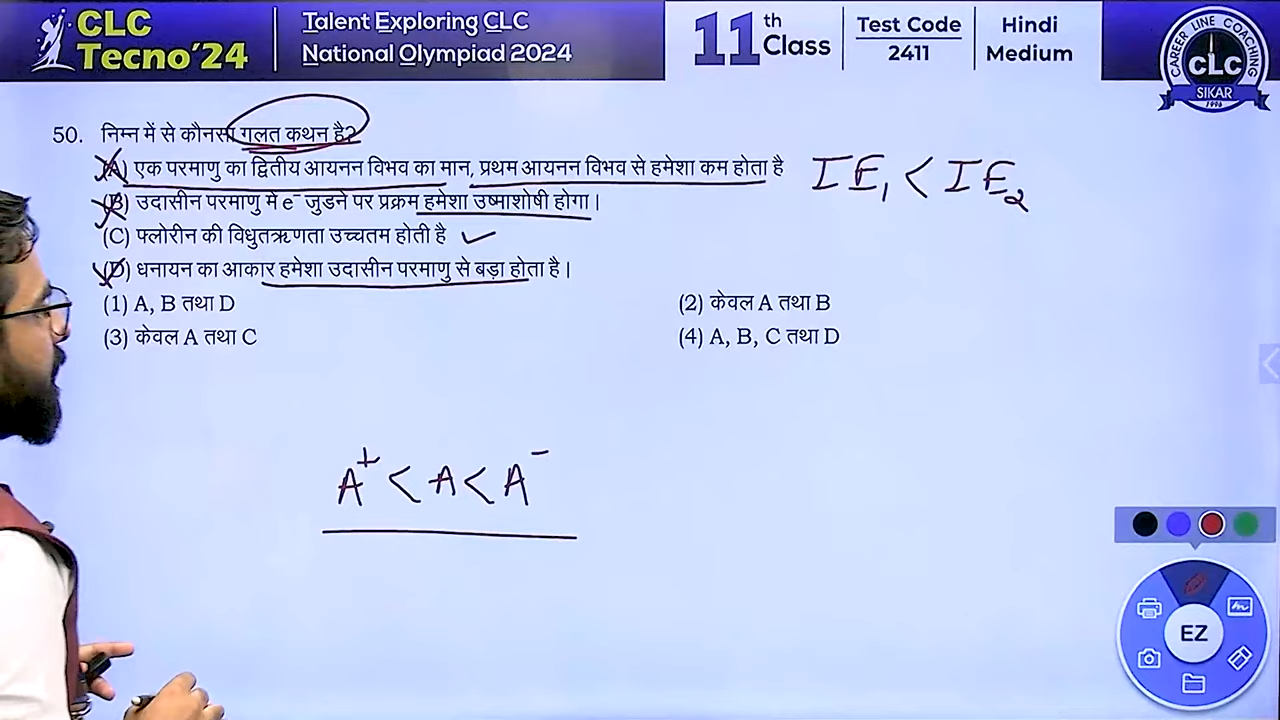 CLC
Tecno'24
Talent Exploring CLC
National Olympiad 2024
11th Class
Test Code
2411
Hindi
Medium
CAREER LINE COACHING
CLC
SIKAR
1996
50. निम्न में से कौनसा गलत कथन है?
(A) एक परमाणु का द्वितीय आयनन विभव का मान, प्रथम आयनन विभव से हमेशा कम होता है
IE₁ < IE₂
(B) उदासीन परमाणु मे e⁻ जुडने पर प्रक्रम हमेशा उष्माशोषी होगा।
(C) फ्लोरीन की विधुतऋणता उच्चतम होती है
(D) धनायन का आकार हमेशा उदासीन परमाणु से बड़ा होता है।
(1) A, B तथा D
(2) केवल A तथा B
(3) केवल A तथा C
(4) A, B, C तथा D
A⁺ < A < A⁻
EZ